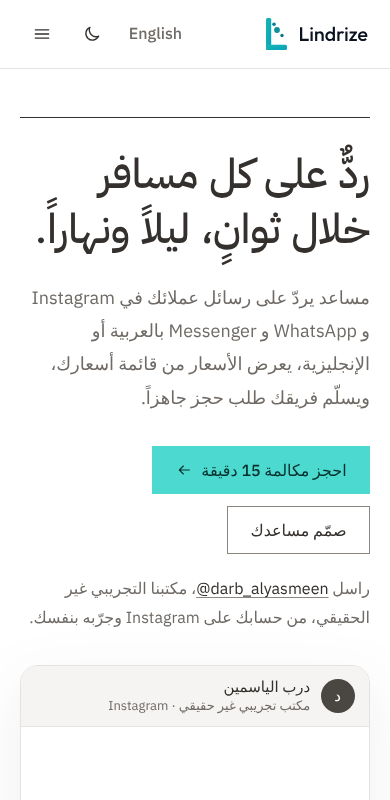 Lindrize
English
ردٌّ على كل مسافر
خلال ثوانٍ، ليلاً ونهاراً.
مساعد يردّ على رسائل عملائك في Instagram
و WhatsApp و Messenger بالعربية أو
الإنجليزية، يعرض الأسعار من قائمة أسعارك،
ويسلّم فريقك طلب حجز جاهزاً.
احجز مكالمة 15 دقيقة ←
صمّم مساعدك
راسل @darb_alyasmeen، مكتبنا التجريبي غير
الحقيقي، من حسابك على Instagram وجرّبه بنفسك.
د
درب الياسمين
مكتب تجريبي غير حقيقي · Instagram